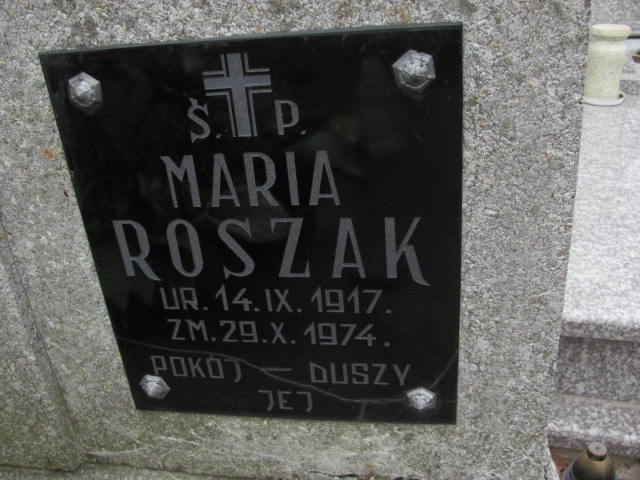 Ś. P.
MARIA
ROSZAK
UR. 14.IX. 1917.
ZM. 29.X. 1974.
POKÓJ — DUSZY
JEJ